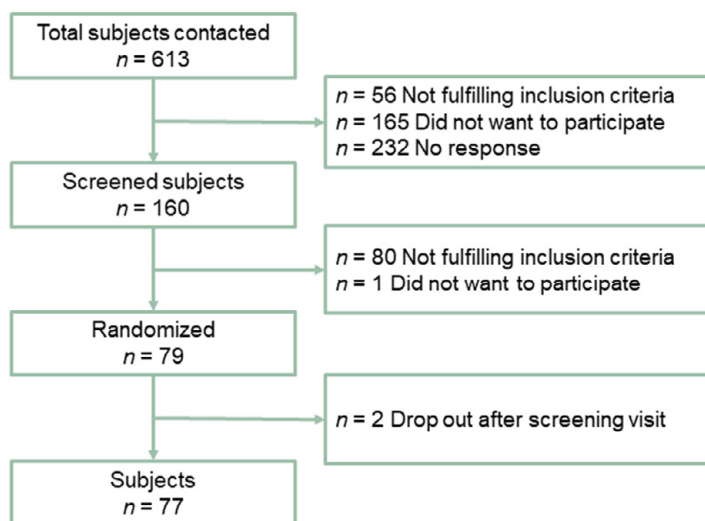 Total subjects contacted
n = 613
n = 56 Not fulfilling inclusion criteria
n = 165 Did not want to participate
n = 232 No response
Screened subjects
n = 160
n = 80 Not fulfilling inclusion criteria
n = 1 Did not want to participate
Randomized
n = 79
n = 2 Drop out after screening visit
Subjects
n = 77